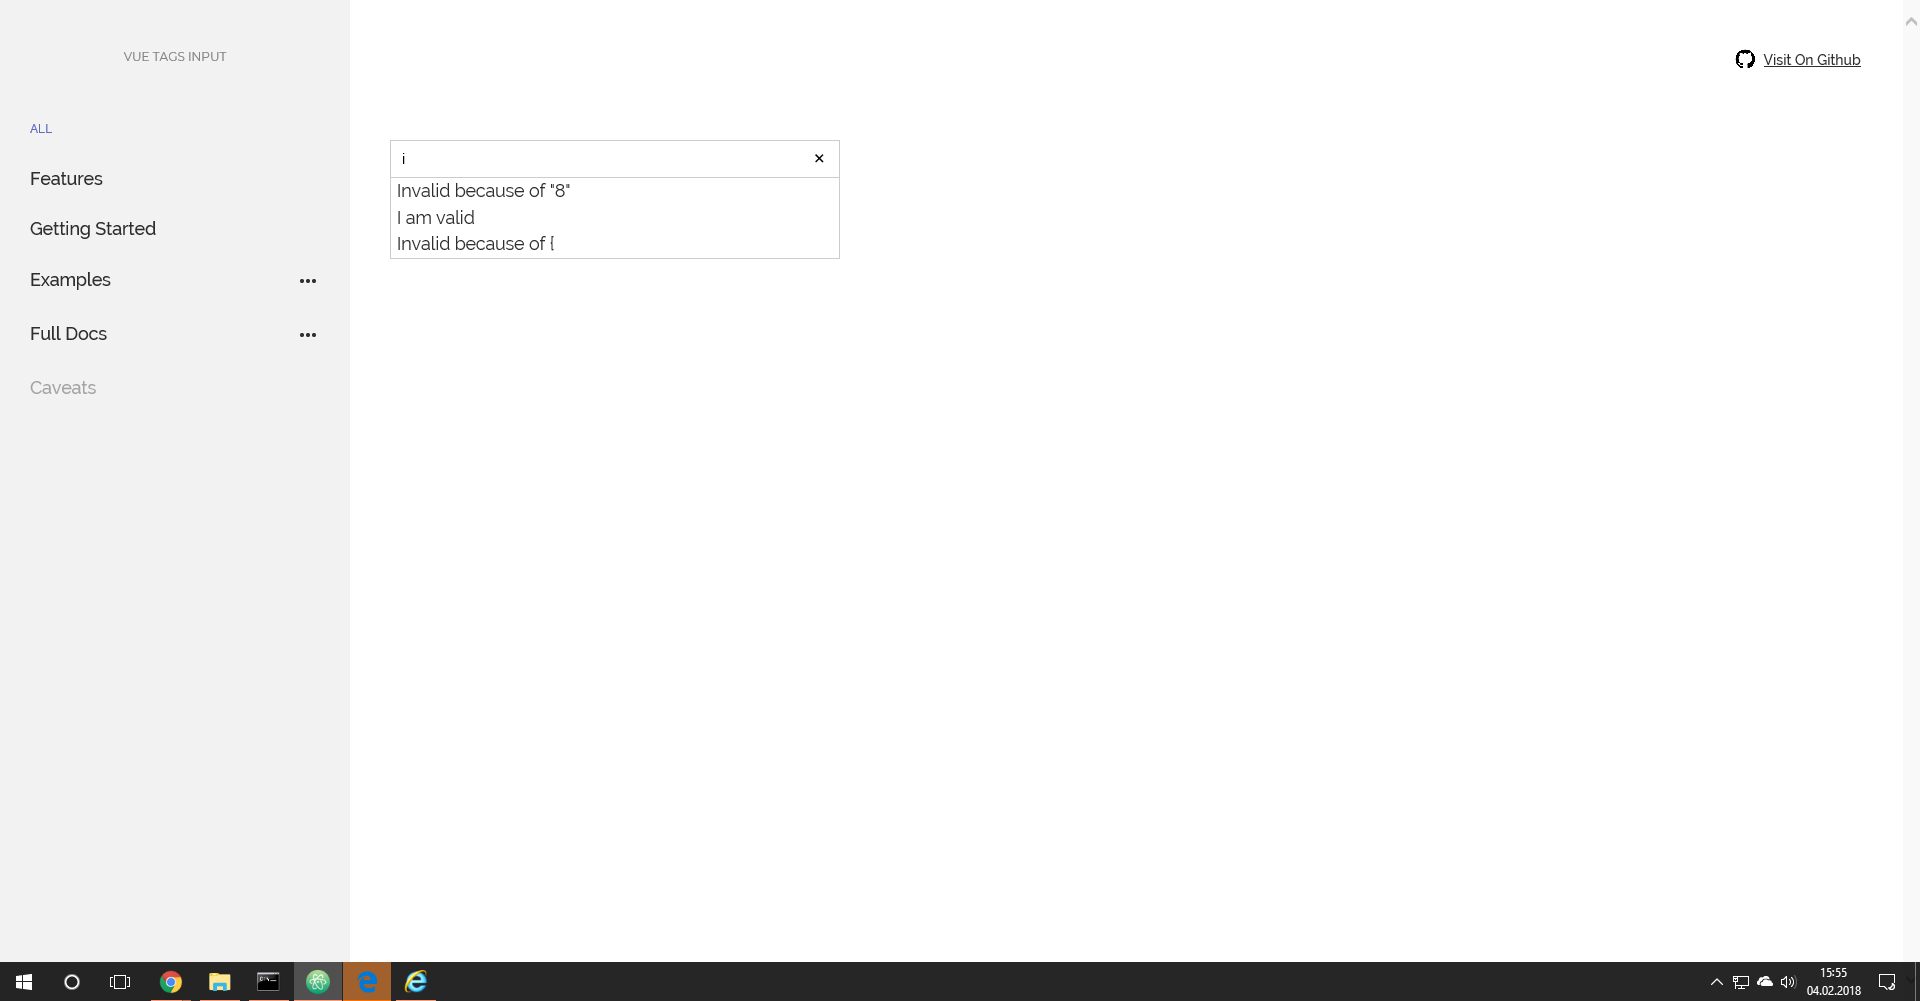 VUE TAGS INPUT
Visit On Github
ALL
Features
Getting Started
Examples
Full Docs
Caveats
i
Invalid because of "8"
I am valid
Invalid because of {
15:55
04.02.2018